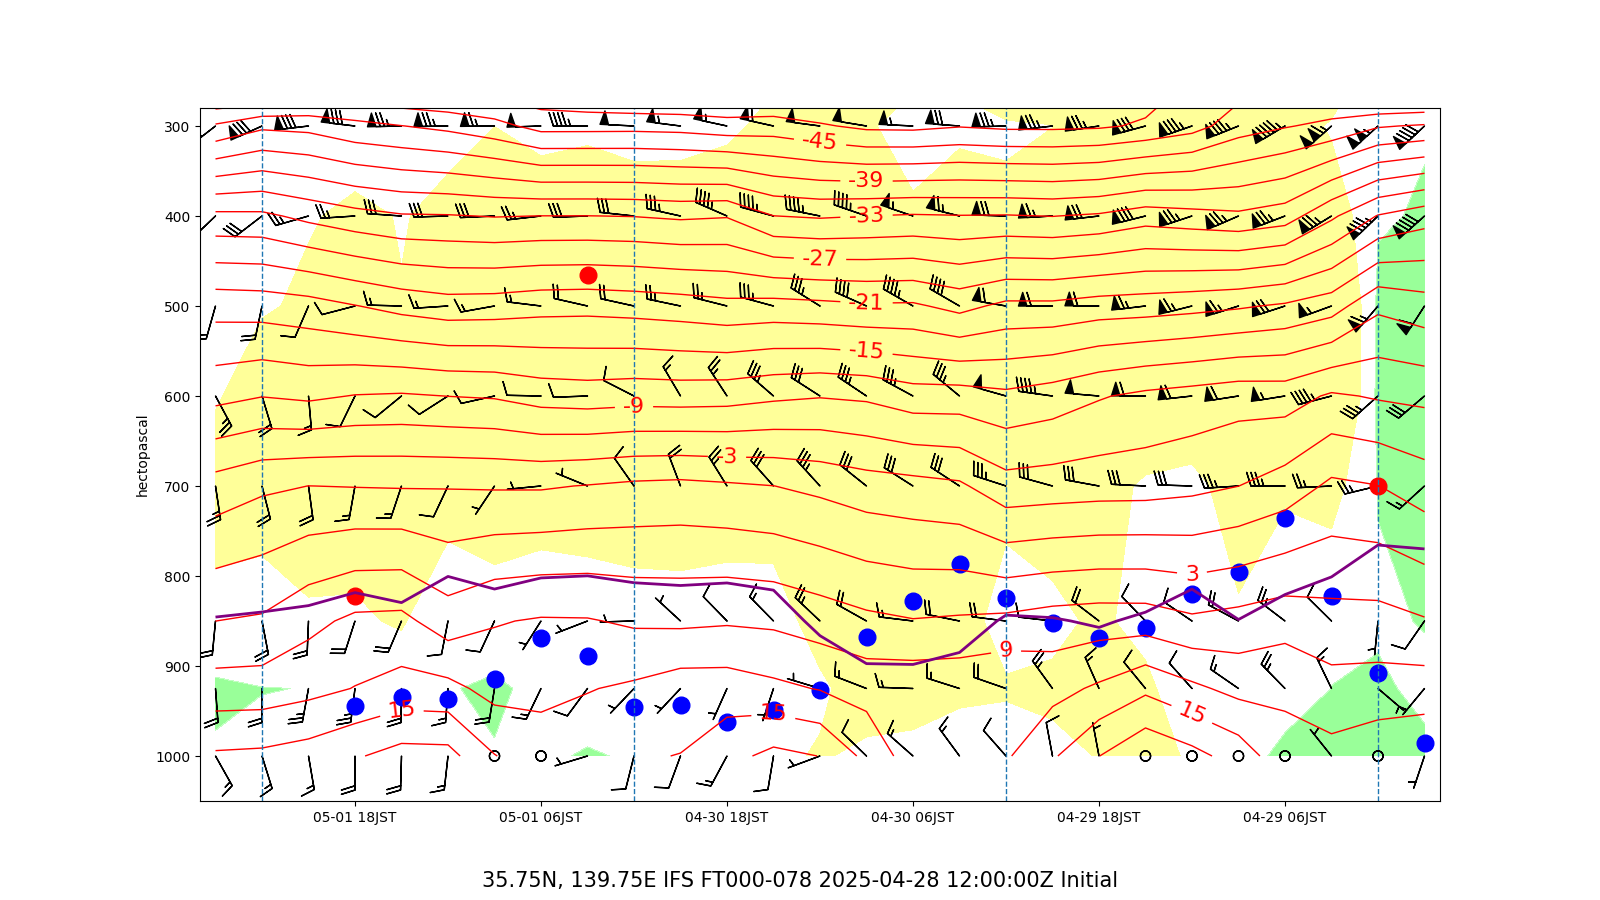 300
400
500
600
700
800
900
1000
hectopascal
-45
-39
-33
-27
-21
-15
-9
-3
3
9
15
15
15
05-01 18JST
05-01 06JST
04-30 18JST
04-30 06JST
04-29 18JST
04-29 06JST
35.75N, 139.75E IFS FT000-078 2025-04-28 12:00:00Z Initial